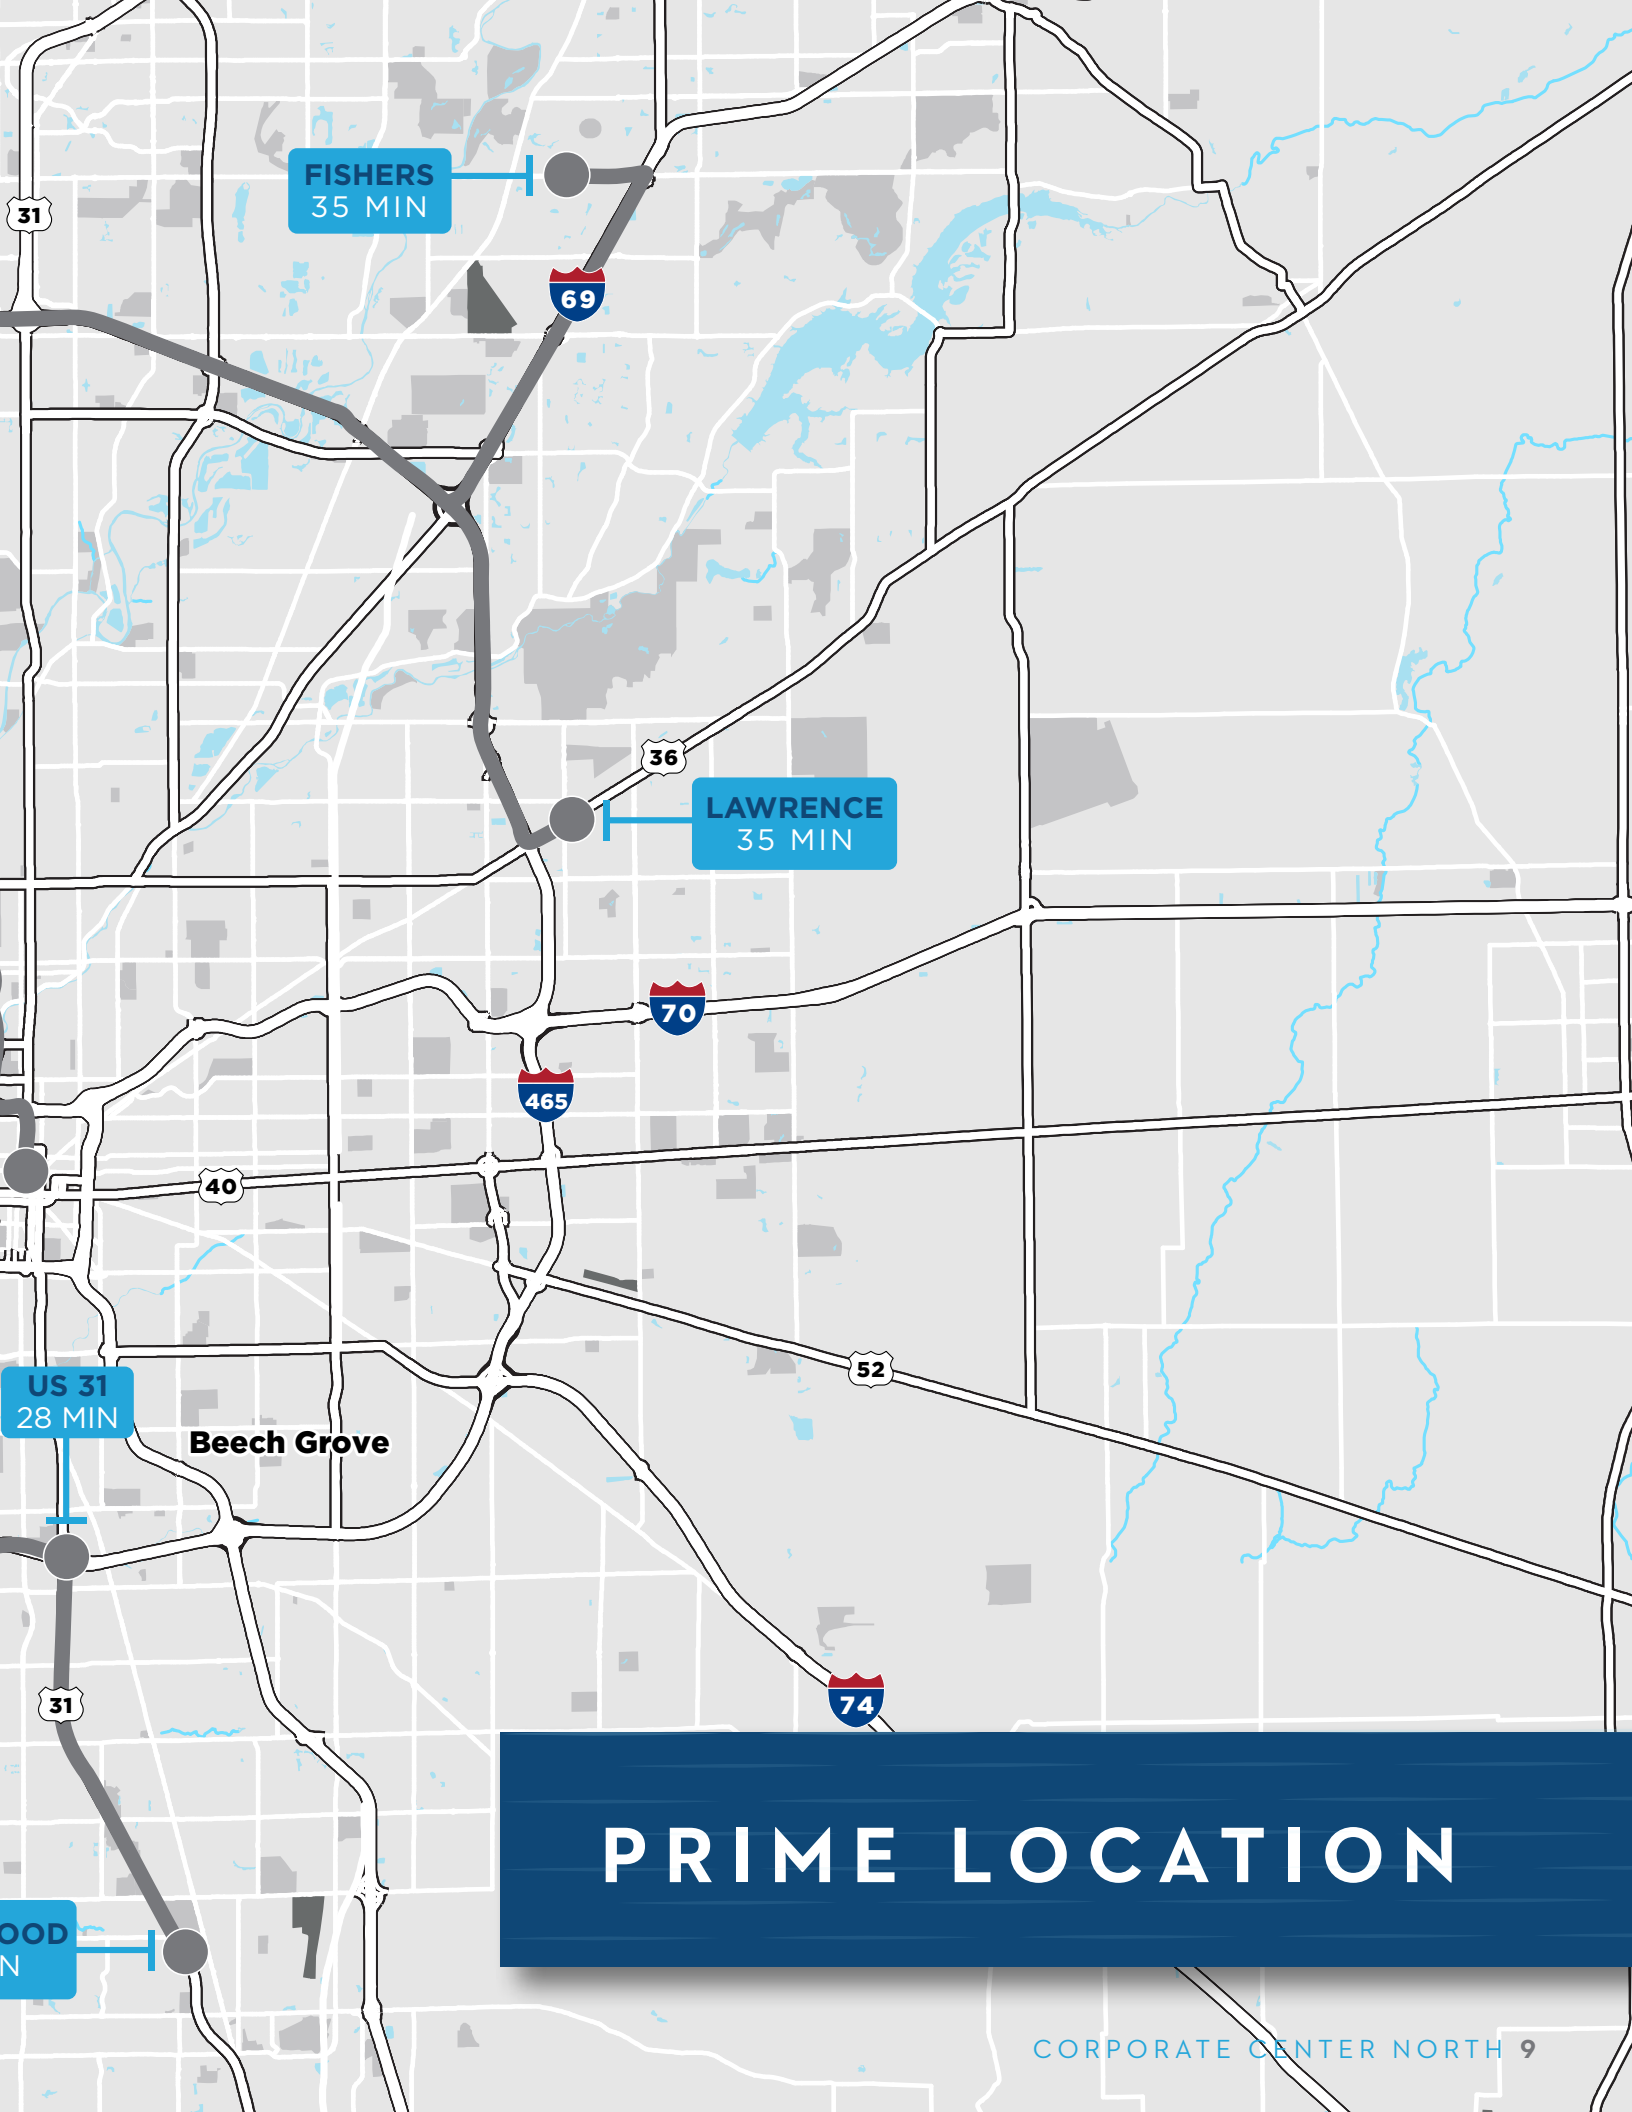 FISHERS
35 MIN
31
69
36
LAWRENCE
35 MIN
70
465
40
52
US 31
28 MIN
Beech Grove
31
74
PRIME LOCATION
OOD
N
CORPORATE CENTER NORTH 9